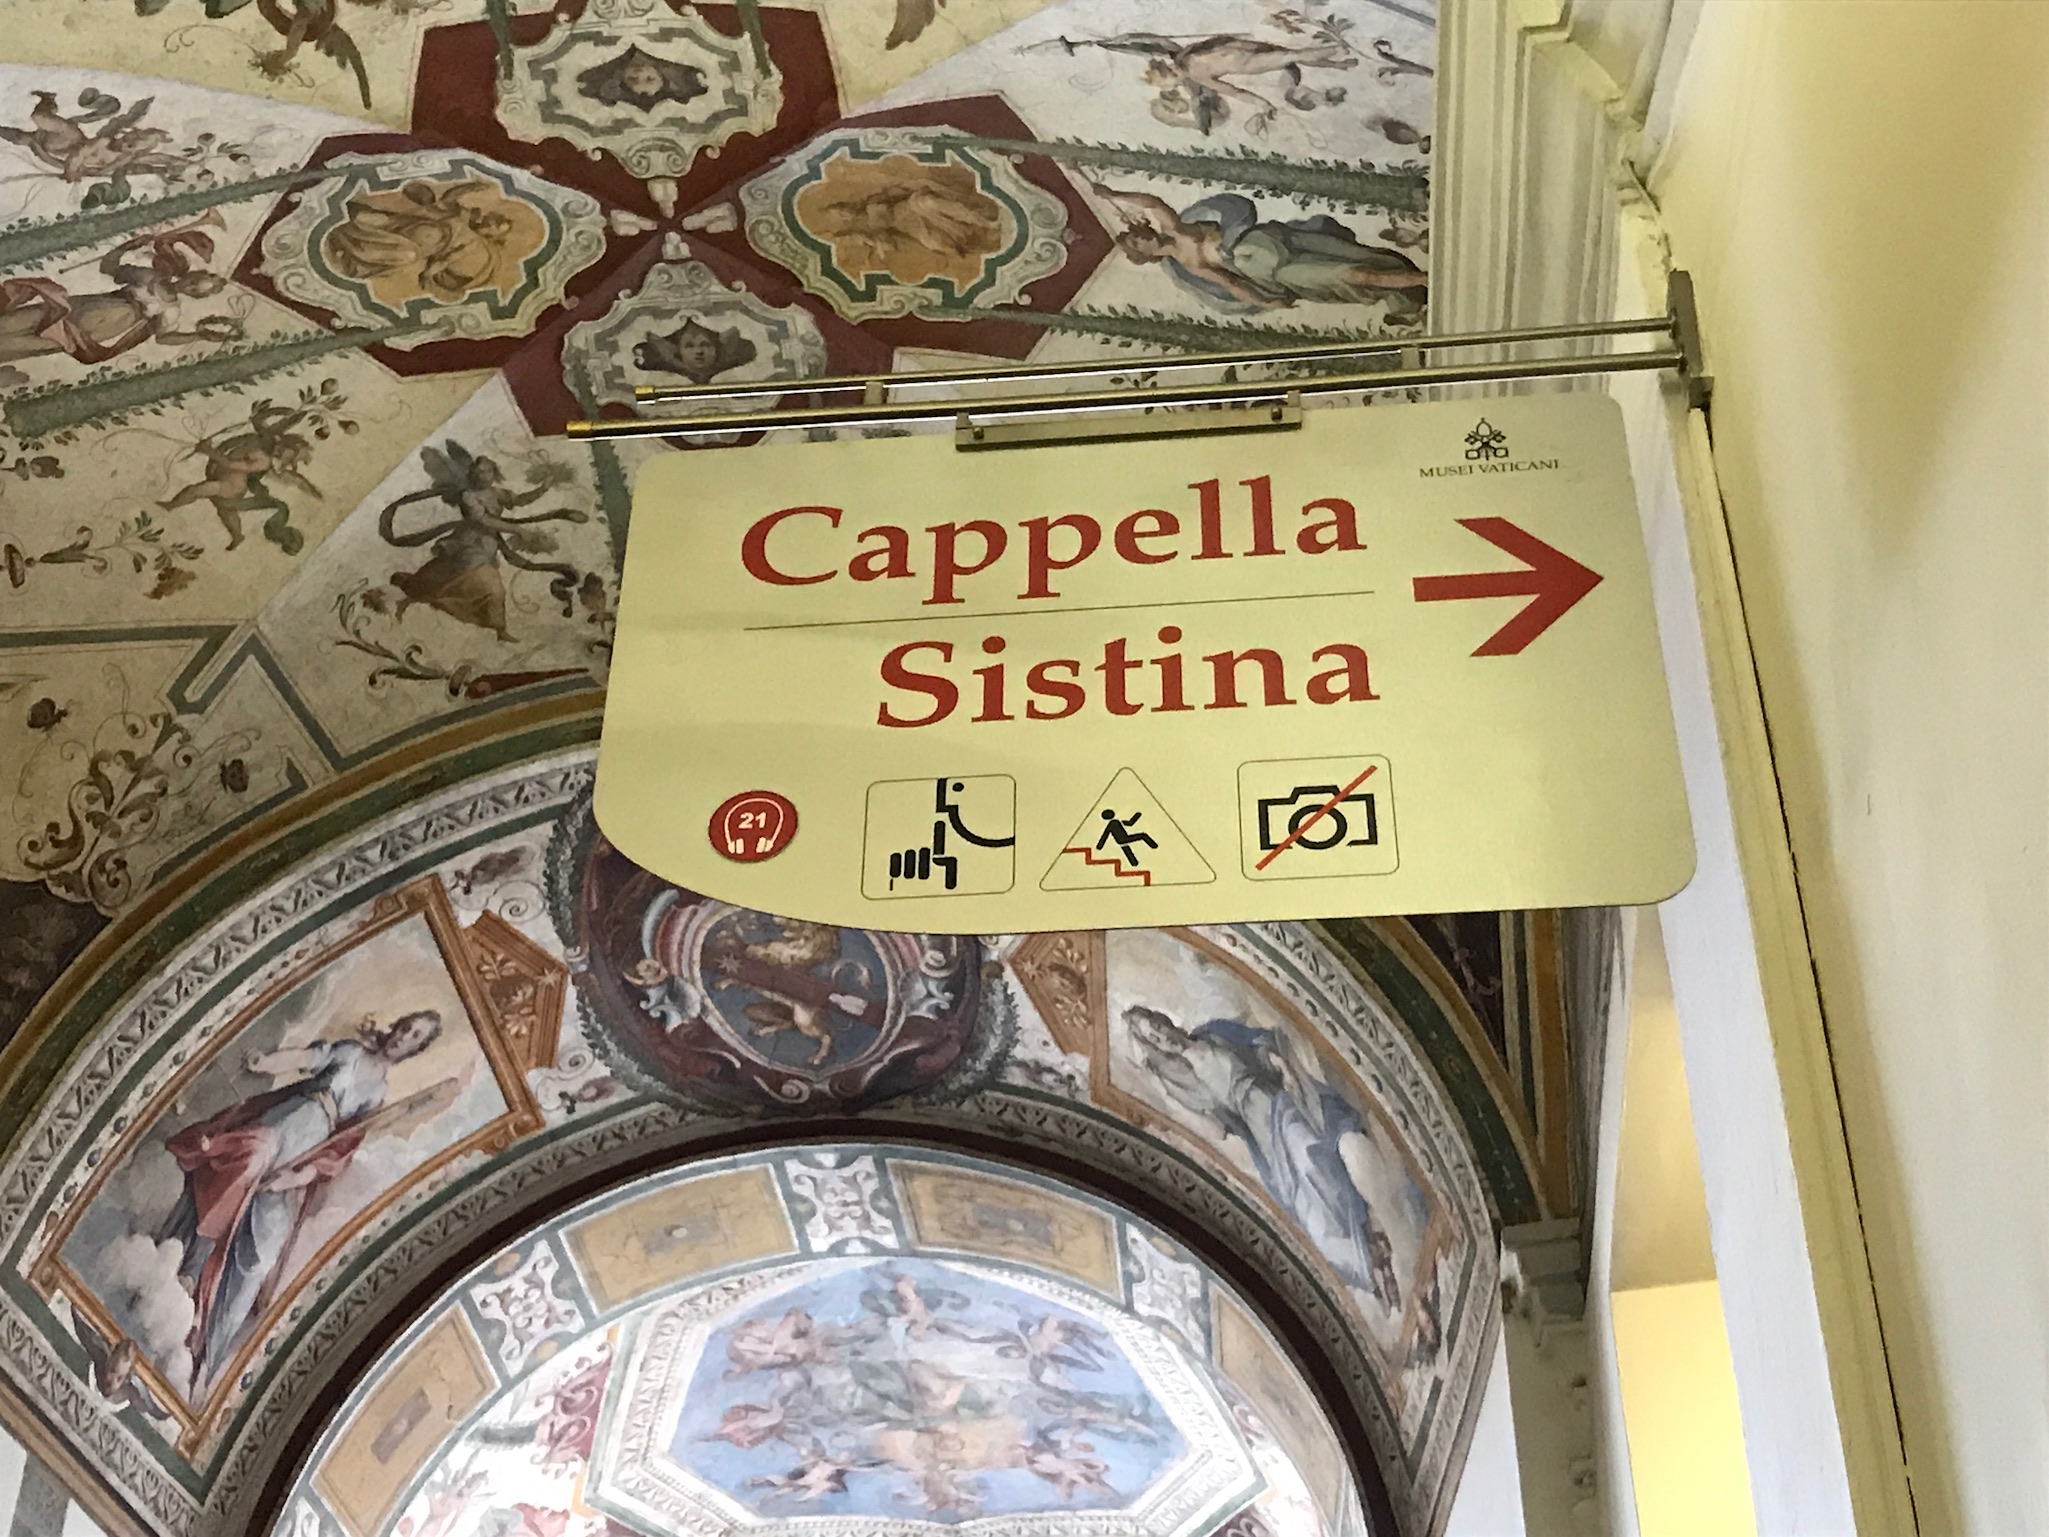 MUSEI VATICANI
Cappella
Sistina
21